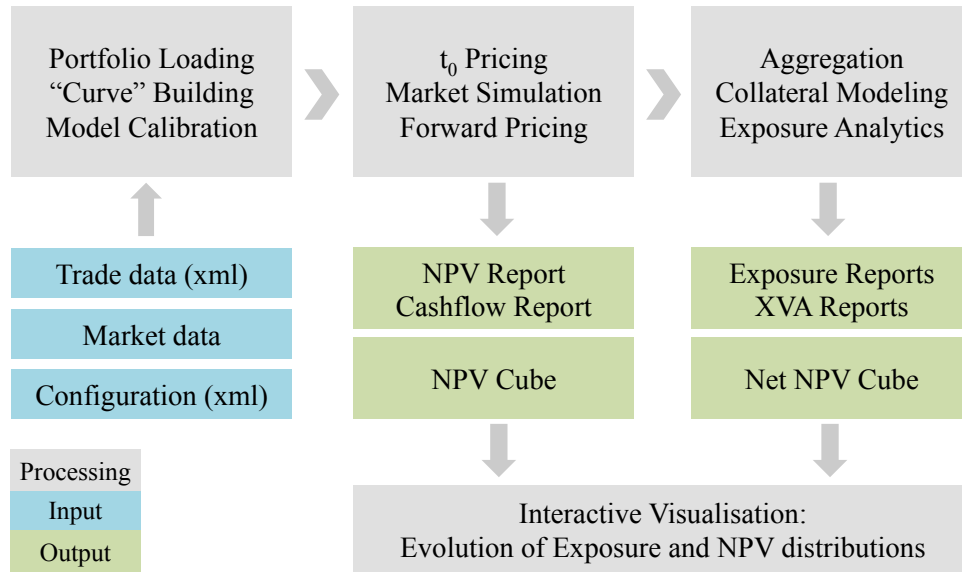 Portfolio Loading
“Curve” Building
Model Calibration
t₀ Pricing
Market Simulation
Forward Pricing
Aggregation
Collateral Modeling
Exposure Analytics
Trade data (xml)
Market data
Configuration (xml)
NPV Report
Cashflow Report
NPV Cube
Exposure Reports
XVA Reports
Net NPV Cube
Processing
Input
Output
Interactive Visualisation:
Evolution of Exposure and NPV distributions